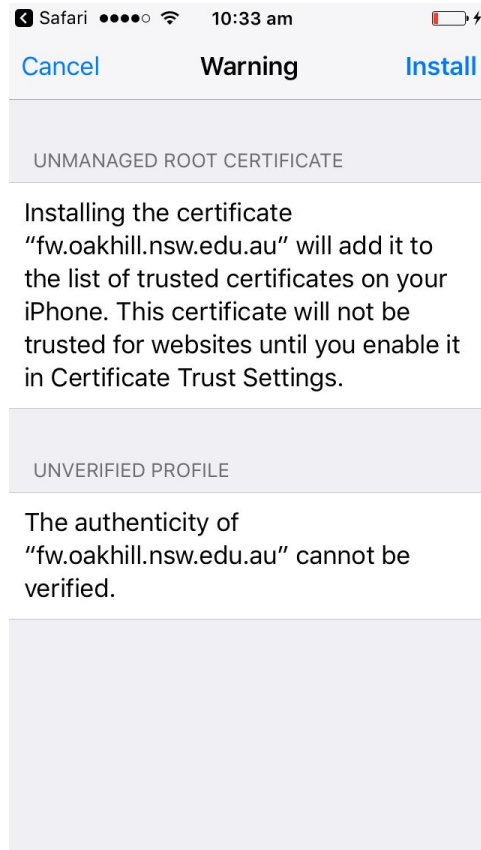 Safari 10:33 am
Cancel Warning Install
UNMANAGED ROOT CERTIFICATE
Installing the certificate
“fw.oakhill.nsw.edu.au” will add it to
the list of trusted certificates on your
iPhone. This certificate will not be
trusted for websites until you enable it
in Certificate Trust Settings.
UNVERIFIED PROFILE
The authenticity of
“fw.oakhill.nsw.edu.au” cannot be
verified.